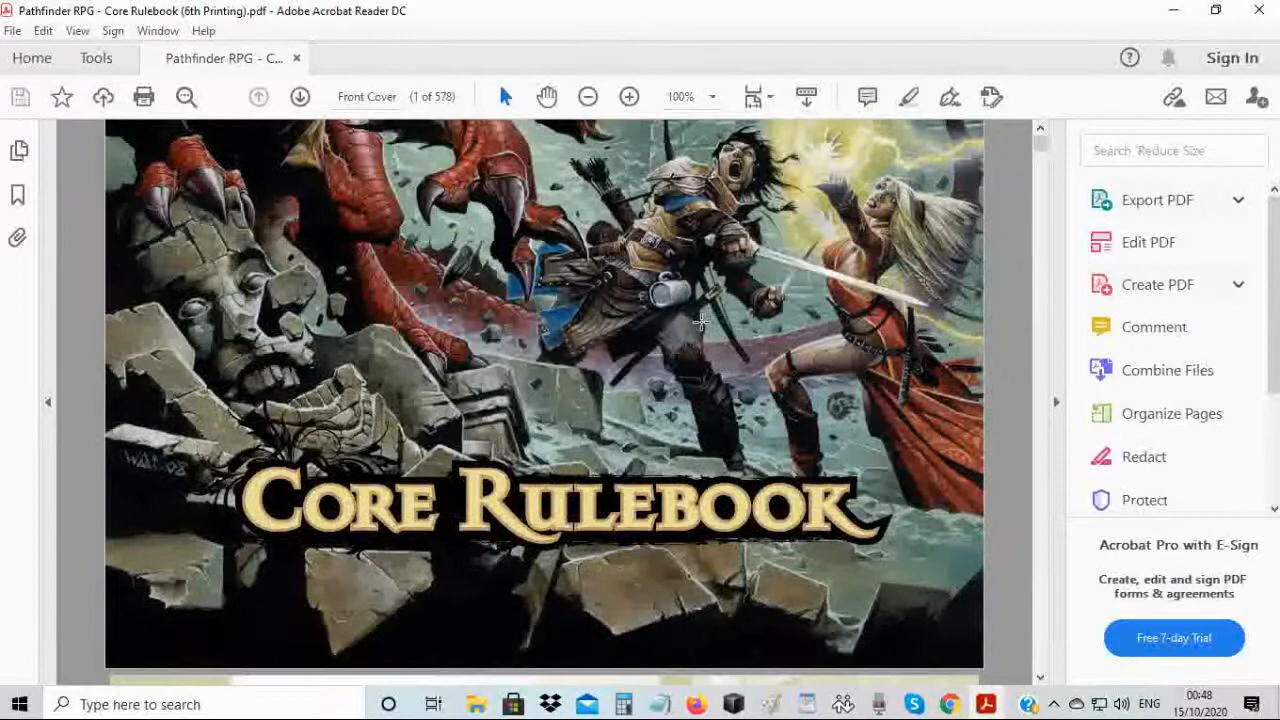 Pathfinder RPG - Core Rulebook (6th Printing).pdf - Adobe Acrobat Reader DC
File Edit View Sign Window Help
Home Tools Pathfinder RPG - C... Sign In
Front Cover (1 of 578) 100%
Search 'Reduce Size'
Export PDF
Edit PDF
Create PDF
Comment
Combine Files
Organize Pages
Redact
Protect
WAR 08
CORE RULEBOOK
Acrobat Pro with E-Sign
Create, edit and sign PDF
forms & agreements
Free 7-day Trial
Type here to search
ENG
00:48
15/10/2020